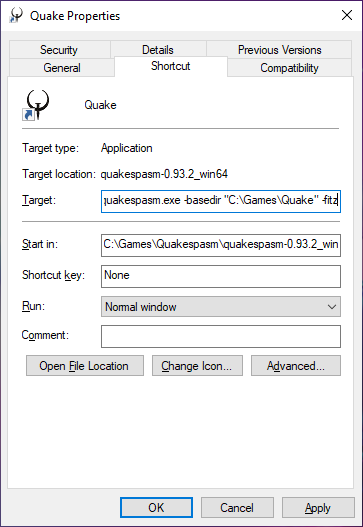 Quake Properties
Security Details Previous Versions
General Shortcut Compatibility
Quake
Target type: Application
Target location: quakespasm-0.93.2_win64
Target: quakespasm.exe -basedir "C:\Games\Quake" -fitz
Start in: C:\Games\Quakespasm\quakespasm-0.93.2_win
Shortcut key: None
Run: Normal window
Comment:
Open File Location Change Icon... Advanced...
OK Cancel Apply